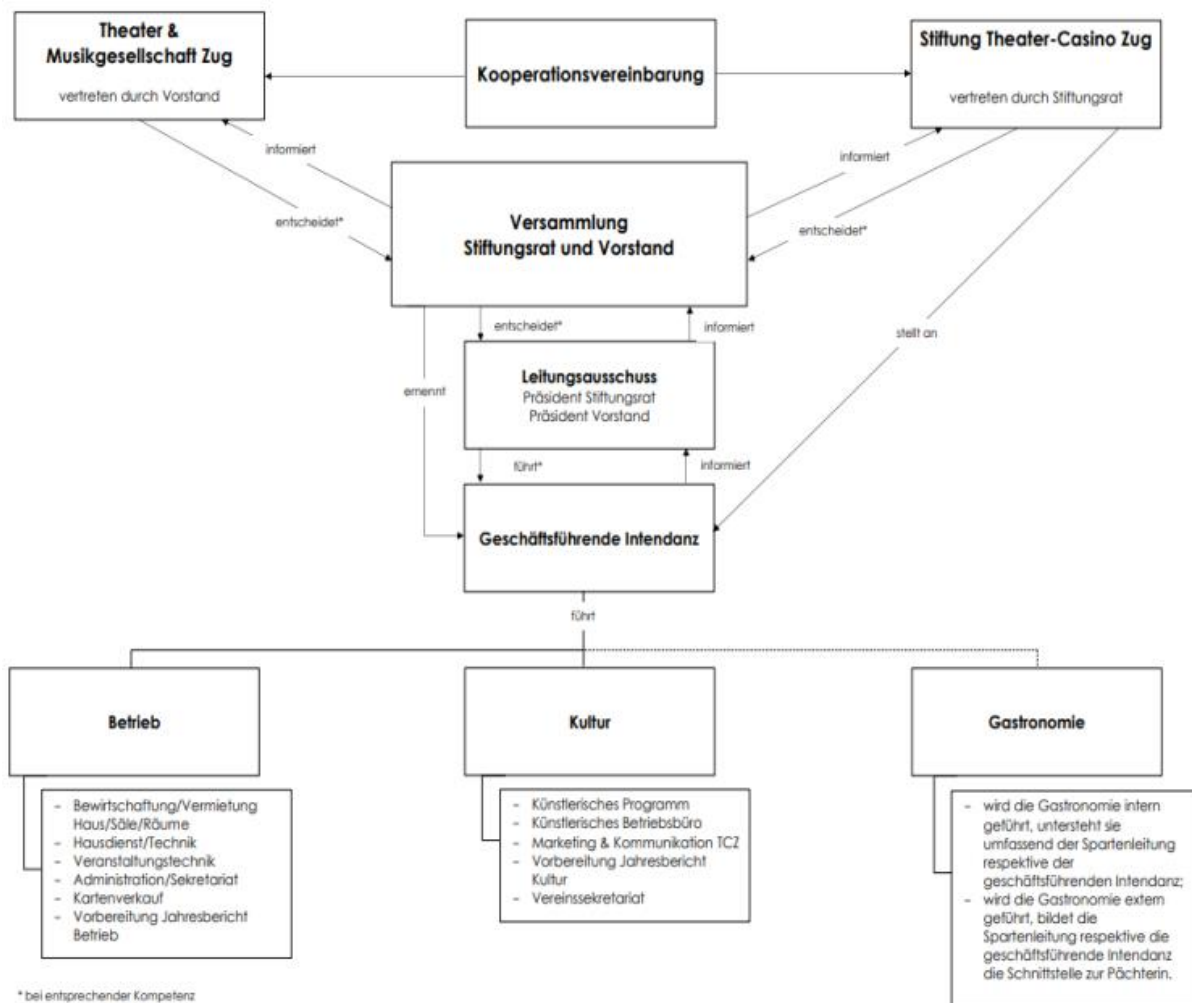 Theater &
Musikgesellschaft Zug
vertreten durch Vorstand
Kooperationsvereinbarung
Stiftung Theater-Casino Zug
vertreten durch Stiftungsrat
informiert
informiert
entscheidet*
entscheidet*
Versammlung
Stiftungsrat und Vorstand
entscheidet*
informiert
stellt an
ernennt
Leitungsausschuss
Präsident Stiftungsrat
Präsident Vorstand
führt*
informiert
Geschäftsführende Intendanz
führt
Betrieb
- Bewirtschaftung/Vermietung
Haus/Säle/Räume
- Hausdienst/Technik
- Veranstaltungstechnik
- Administration/Sekretariat
- Kartenverkauf
- Vorbereitung Jahresbericht
Betrieb
Kultur
- Künstlerisches Programm
- Künstlerisches Betriebsbüro
- Marketing & Kommunikation TCZ
- Vorbereitung Jahresbericht
Kultur
- Vereinssekretariat
Gastronomie
- wird die Gastronomie intern
geführt, untersteht sie
umfassend der Spartenleitung
respektive der
geschäftsführenden Intendanz;
- wird die Gastronomie extern
geführt, bildet die
Spartenleitung respektive die
geschäftsführende Intendanz
die Schnittstelle zur Pächterin.
* bei entsprechender Kompetenz